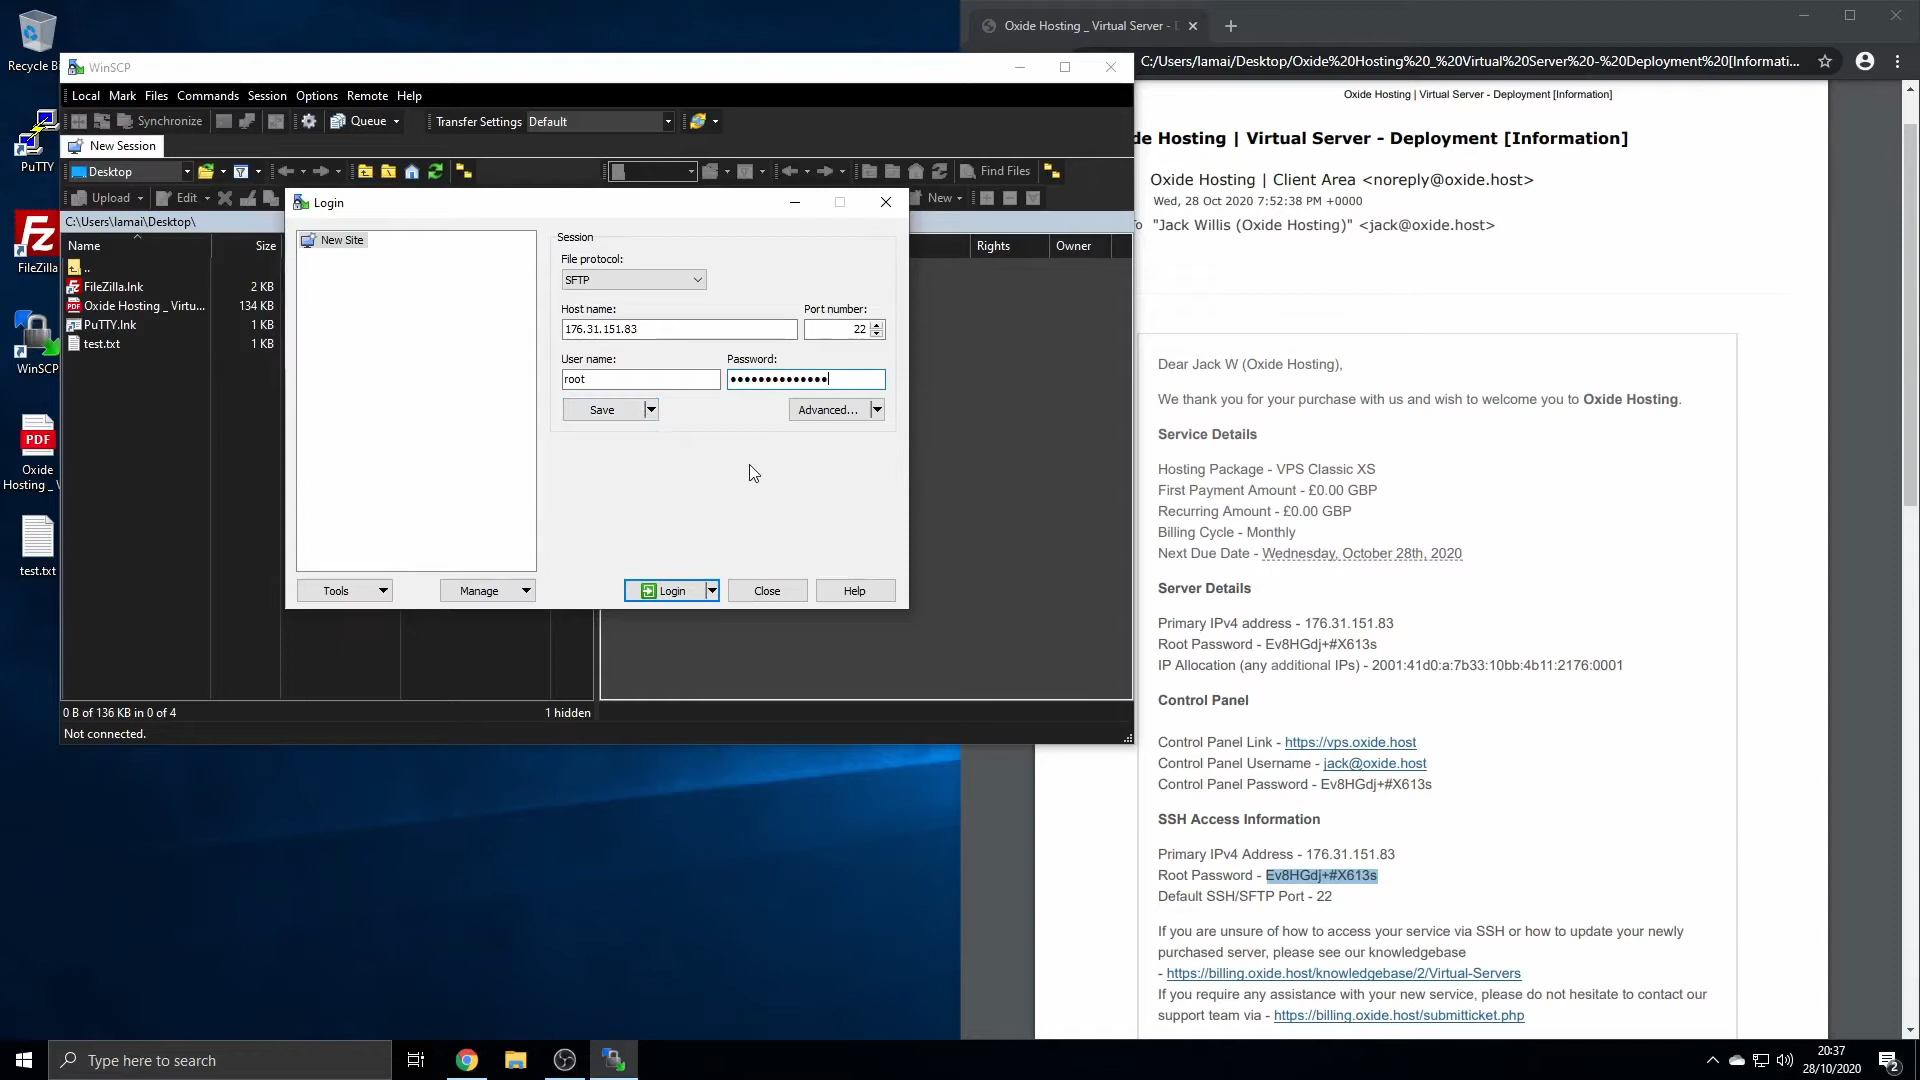 Recycle Bi
PuTTY
FileZilla
WinSCP
Oxide
Hosting _ V
test.txt
WinSCP
Local Mark Files Commands Session Options Remote Help
Synchronize
Queue
Transfer Settings Default
New Session
Desktop
Find Files
Upload
Edit
New
C:\Users\Iamai\Desktop\
Name Size
Rights Owner
..
FileZilla.lnk 2 KB
Oxide Hosting _ Virtu... 134 KB
PuTTY.lnk 1 KB
test.txt 1 KB
0 B of 136 KB in 0 of 4
1 hidden
Not connected.
Login
New Site
Session
File protocol:
SFTP
Host name: Port number:
176.31.151.83 22
User name: Password:
root ••••••••••••••
Save Advanced...
Tools Manage Login Close Help
Oxide Hosting _ Virtual Server -
C:/Users/Iamai/Desktop/Oxide%20Hosting%20_%20Virtual%20Server%20-%20Deployment%20[Informati...
Oxide Hosting | Virtual Server - Deployment [Information]
de Hosting | Virtual Server - Deployment [Information]
Oxide Hosting | Client Area <noreply@oxide.host>
Wed, 28 Oct 2020 7:52:38 PM +0000
o "Jack Willis (Oxide Hosting)" <jack@oxide.host>
Dear Jack W (Oxide Hosting),
We thank you for your purchase with us and wish to welcome you to Oxide Hosting.
Service Details
Hosting Package - VPS Classic XS
First Payment Amount - £0.00 GBP
Recurring Amount - £0.00 GBP
Billing Cycle - Monthly
Next Due Date - Wednesday, October 28th, 2020
Server Details
Primary IPv4 address - 176.31.151.83
Root Password - Ev8HGdj+#X613s
IP Allocation (any additional IPs) - 2001:41d0:a:7b33:10bb:4b11:2176:0001
Control Panel
Control Panel Link - https://vps.oxide.host
Control Panel Username - jack@oxide.host
Control Panel Password - Ev8HGdj+#X613s
SSH Access Information
Primary IPv4 Address - 176.31.151.83
Root Password - Ev8HGdj+#X613s
Default SSH/SFTP Port - 22
If you are unsure of how to access your service via SSH or how to update your newly
purchased server, please see our knowledgebase
- https://billing.oxide.host/knowledgebase/2/Virtual-Servers
If you require any assistance with your new service, please do not hesitate to contact our
support team via - https://billing.oxide.host/submitticket.php
Type here to search
20:37
28/10/2020
2